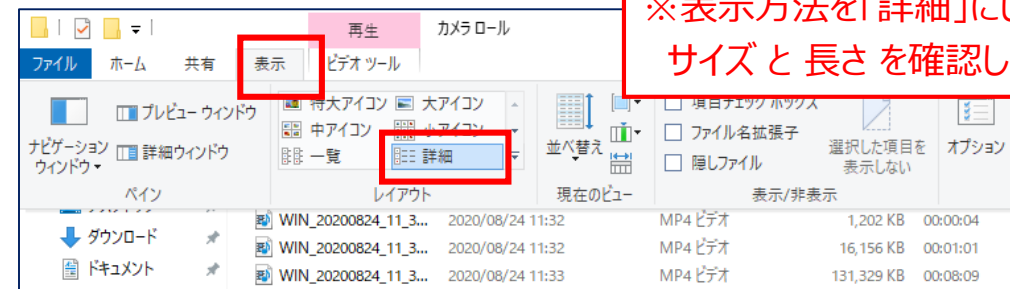 ※表示方法を「詳細」に
サイズ と 長さ を確認し
再生
カメラ ロール
ファイル
ホーム
共有
表示
ビデオ ツール
プレビュー ウィンドウ
ナビゲーション
ウィンドウ
詳細ウィンドウ
ペイン
特大アイコン
大アイコン
中アイコン
小アイコン
一覧
詳細
レイアウト
並べ替え
現在のビュー
項目チェック ボックス
ファイル名拡張子
隠しファイル
選択した項目を
表示しない
オプション
表示/非表示
ダウンロード
ドキュメント
WIN_20200824_11_3... 2020/08/24 11:32 MP4 ビデオ 1,202 KB 00:00:04
WIN_20200824_11_3... 2020/08/24 11:32 MP4 ビデオ 16,156 KB 00:01:01
WIN_20200824_11_3... 2020/08/24 11:33 MP4 ビデオ 131,329 KB 00:08:09